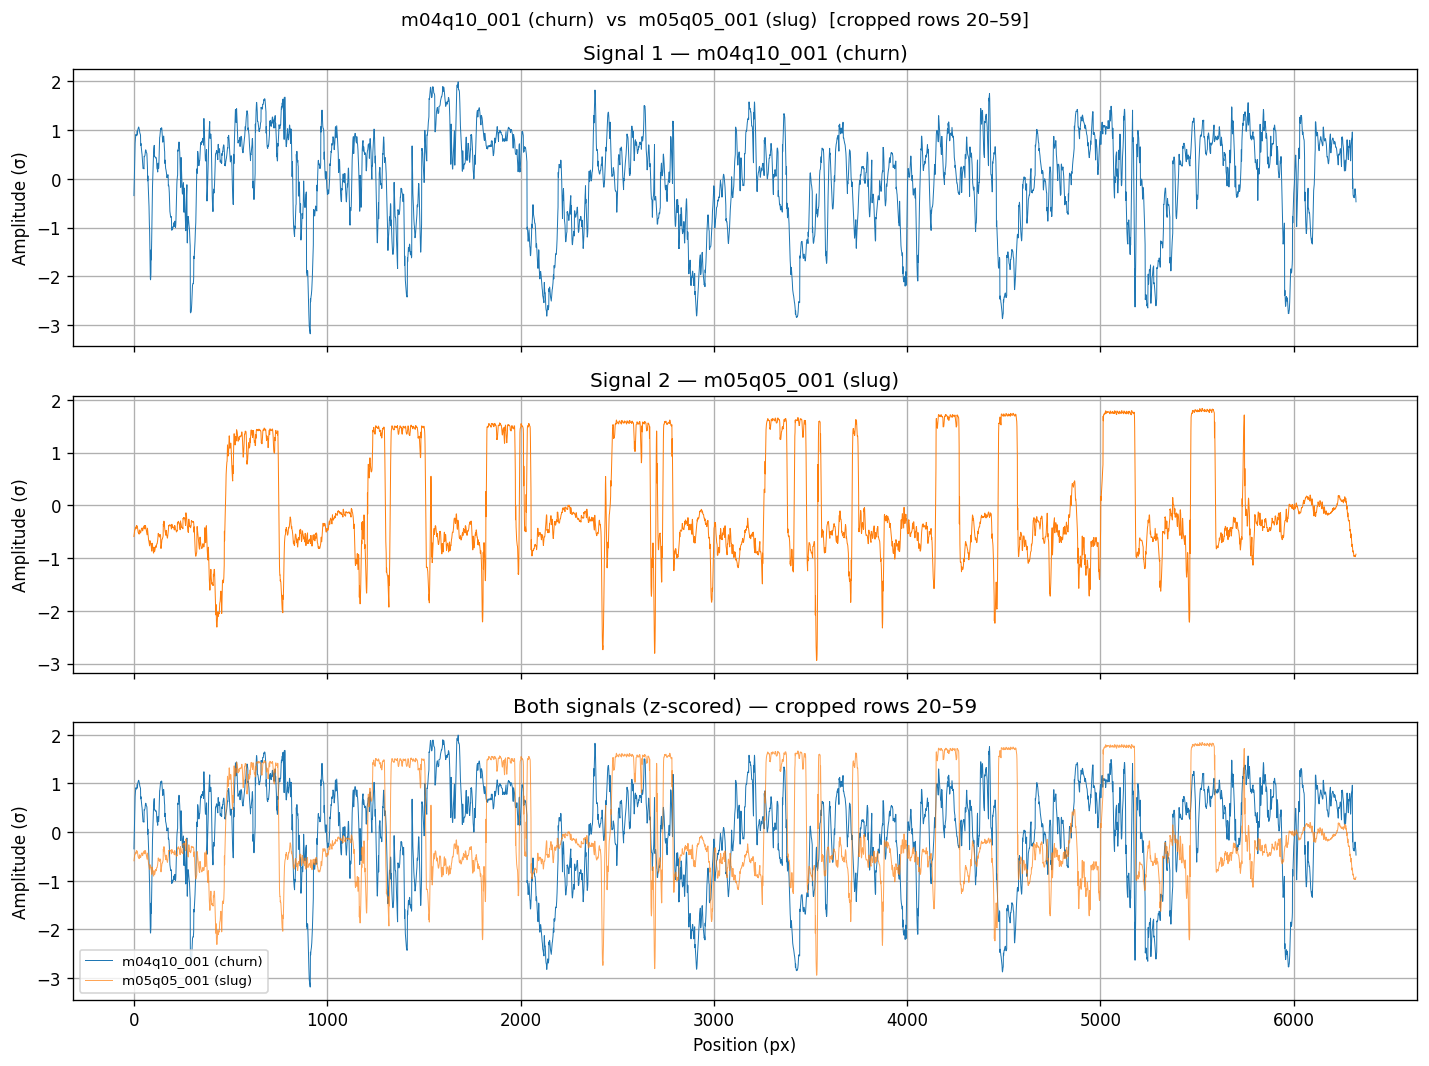 m04q10_001 (churn)  vs  m05q05_001 (slug)  [cropped rows 20–59]
Signal 1 — m04q10_001 (churn)
Amplitude (σ)
2
1
0
−1
−2
−3
Signal 2 — m05q05_001 (slug)
Amplitude (σ)
2
1
0
−1
−2
−3
Both signals (z-scored) — cropped rows 20–59
Amplitude (σ)
2
1
0
−1
−2
−3
m04q10_001 (churn)
m05q05_001 (slug)
0 1000 2000 3000 4000 5000 6000
Position (px)